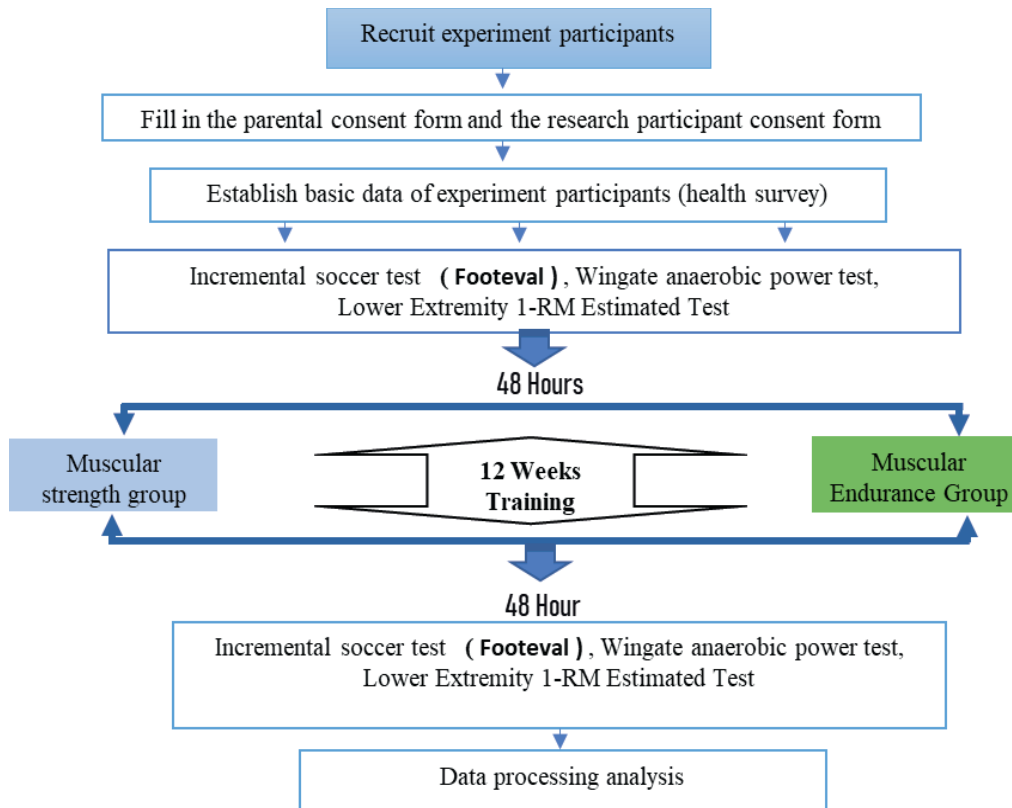 Recruit experiment participants
Fill in the parental consent form and the research participant consent form
Establish basic data of experiment participants (health survey)
Incremental soccer test ( Footeval ) , Wingate anaerobic power test,
Lower Extremity 1-RM Estimated Test
48 Hours
Muscular
strength group
12 Weeks
Training
Muscular
Endurance Group
48 Hour
Incremental soccer test ( Footeval ) , Wingate anaerobic power test,
Lower Extremity 1-RM Estimated Test
Data processing analysis